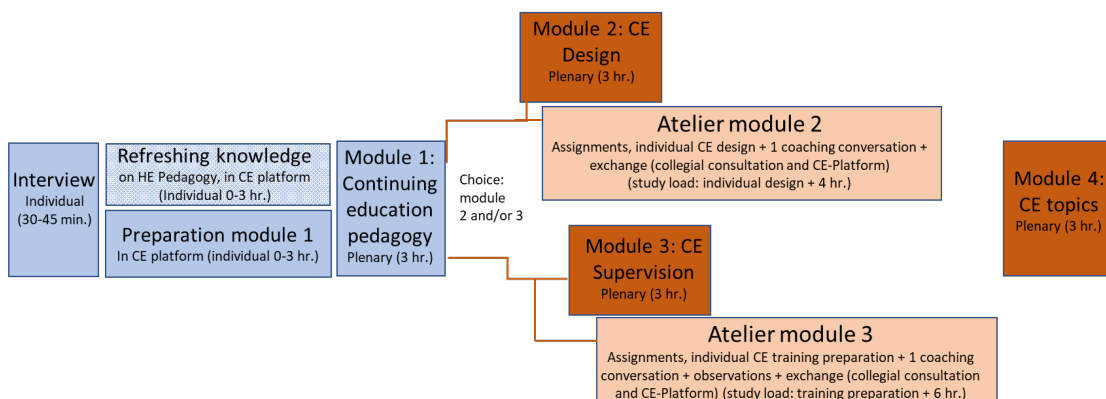 Interview
Individual
(30-45 min.)
Refreshing knowledge
on HE Pedagogy, in CE platform
(Individual 0-3 hr.)
Preparation module 1
In CE platform (individual 0-3 hr.)
Module 1:
Continuing
education
pedagogy
Plenary (3 hr.)
Choice:
module
2 and/or 3
Module 2: CE
Design
Plenary (3 hr.)
Atelier module 2
Assignments, individual CE design + 1 coaching conversation +
exchange (collegial consultation and CE-Platform)
(study load: individual design + 4 hr.)
Module 3: CE
Supervision
Plenary (3 hr.)
Atelier module 3
Assignments, individual CE training preparation + 1 coaching
conversation + observations + exchange (collegial consultation
and CE-Platform) (study load: training preparation + 6 hr.)
Module 4:
CE topics
Plenary (3 hr.)